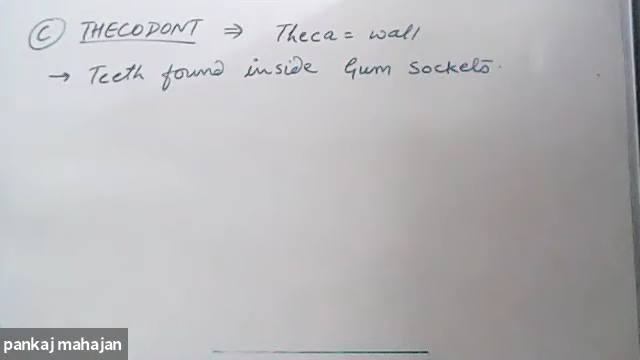 (C) THECODONT ⇒ Theca = wall
→ Teeth found inside Gum sockets.
pankaj mahajan